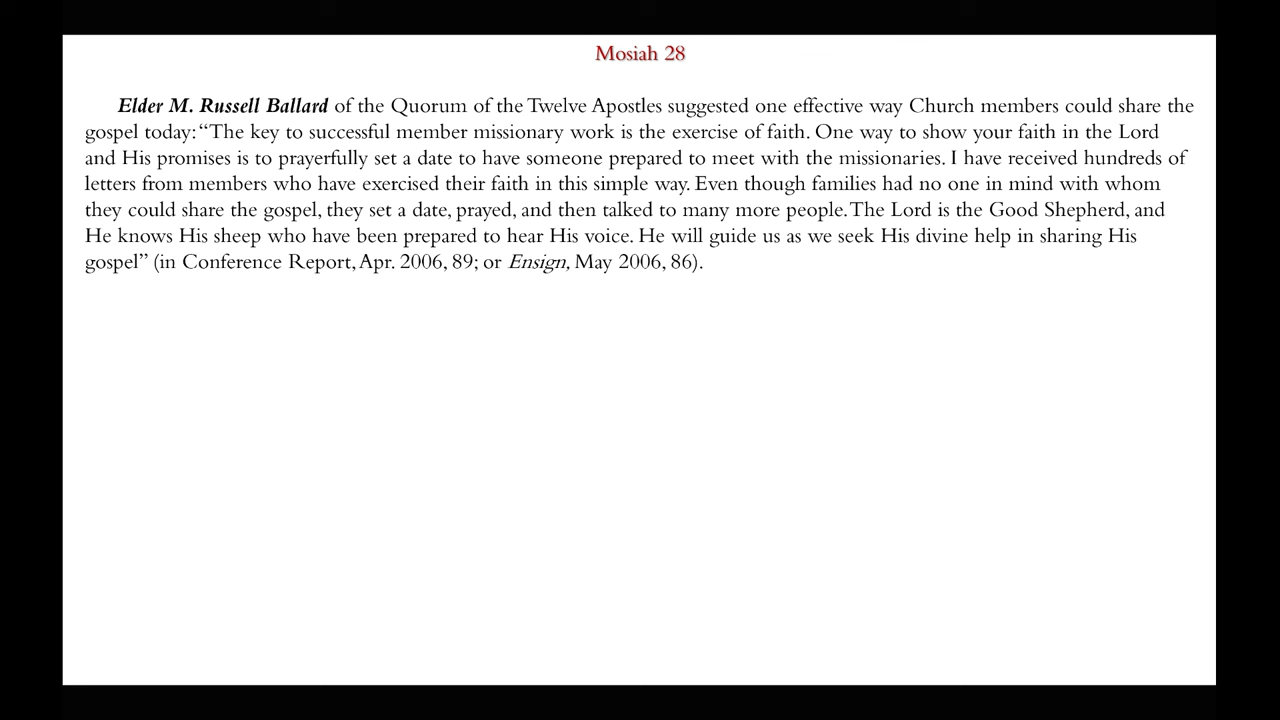 Mosiah 28
Elder M. Russell Ballard of the Quorum of the Twelve Apostles suggested one effective way Church members could share the
gospel today: “The key to successful member missionary work is the exercise of faith. One way to show your faith in the Lord
and His promises is to prayerfully set a date to have someone prepared to meet with the missionaries. I have received hundreds of
letters from members who have exercised their faith in this simple way. Even though families had no one in mind with whom
they could share the gospel, they set a date, prayed, and then talked to many more people. The Lord is the Good Shepherd, and
He knows His sheep who have been prepared to hear His voice. He will guide us as we seek His divine help in sharing His
gospel” (in Conference Report, Apr. 2006, 89; or Ensign, May 2006, 86).